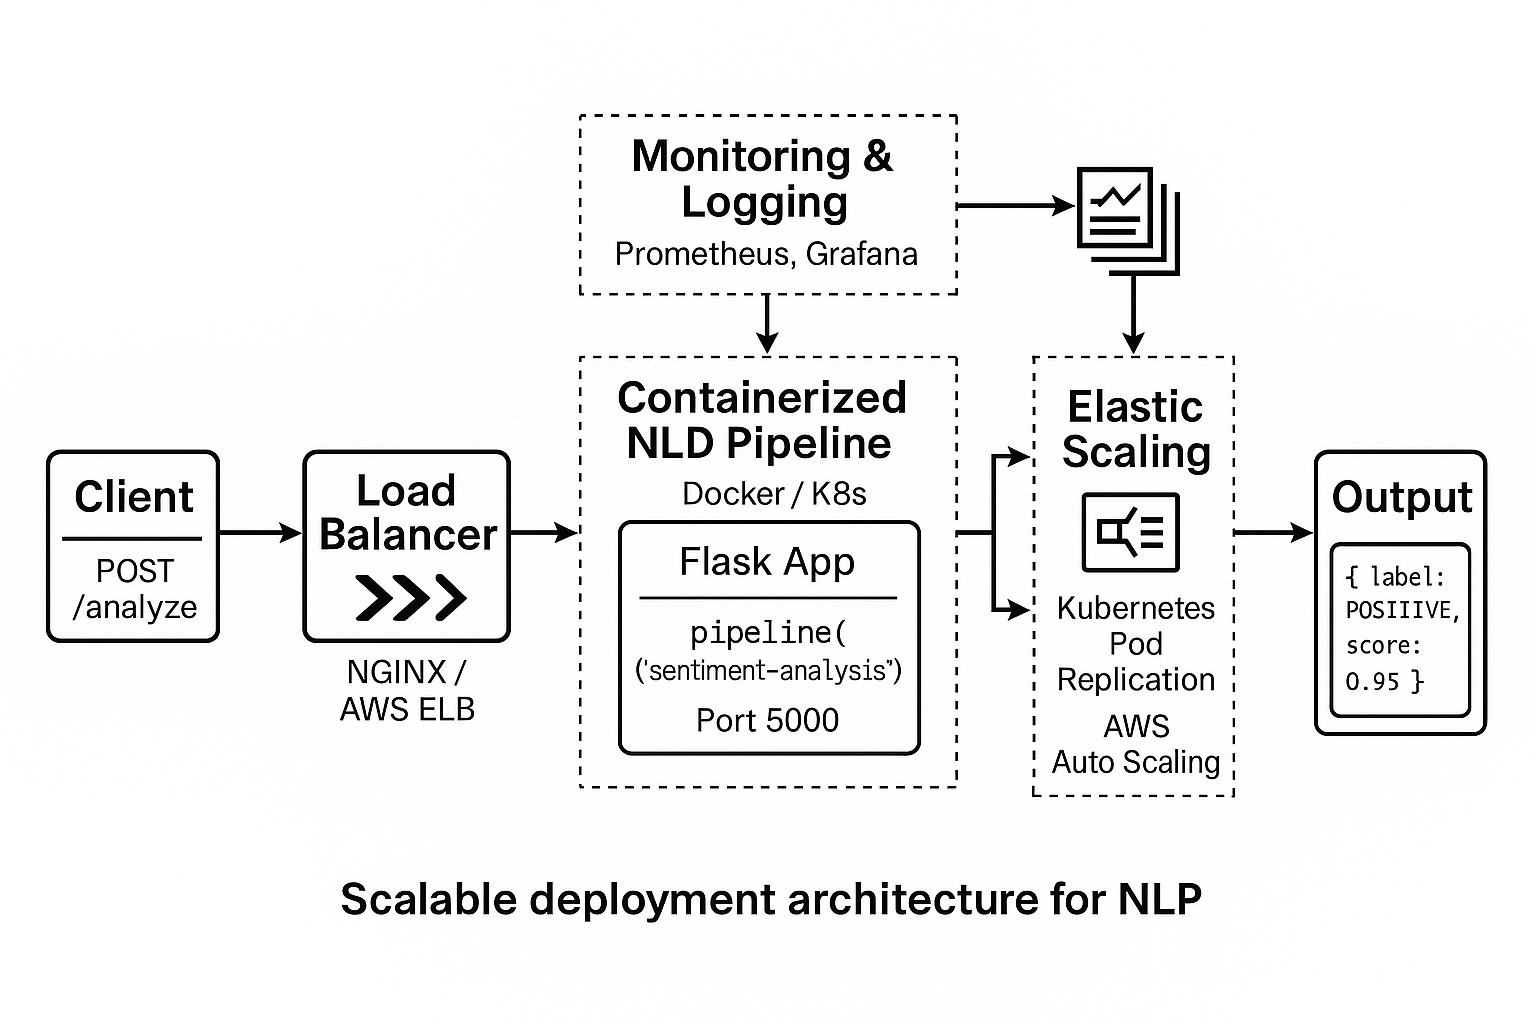 Monitoring &
Logging
Prometheus, Grafana
Client
POST
/analyze
Load
Balancer
NGINX /
AWS ELB
Containerized
NLD Pipeline
Docker / K8s
Flask App
pipeline(
('sentiment-analysis")
Port 5000
Elastic
Scaling
Kubernetes
Pod
Replication
AWS
Auto Scaling
Output
{ label:
POSIIIVE,
score:
0.95 }
Scalable deployment architecture for NLP